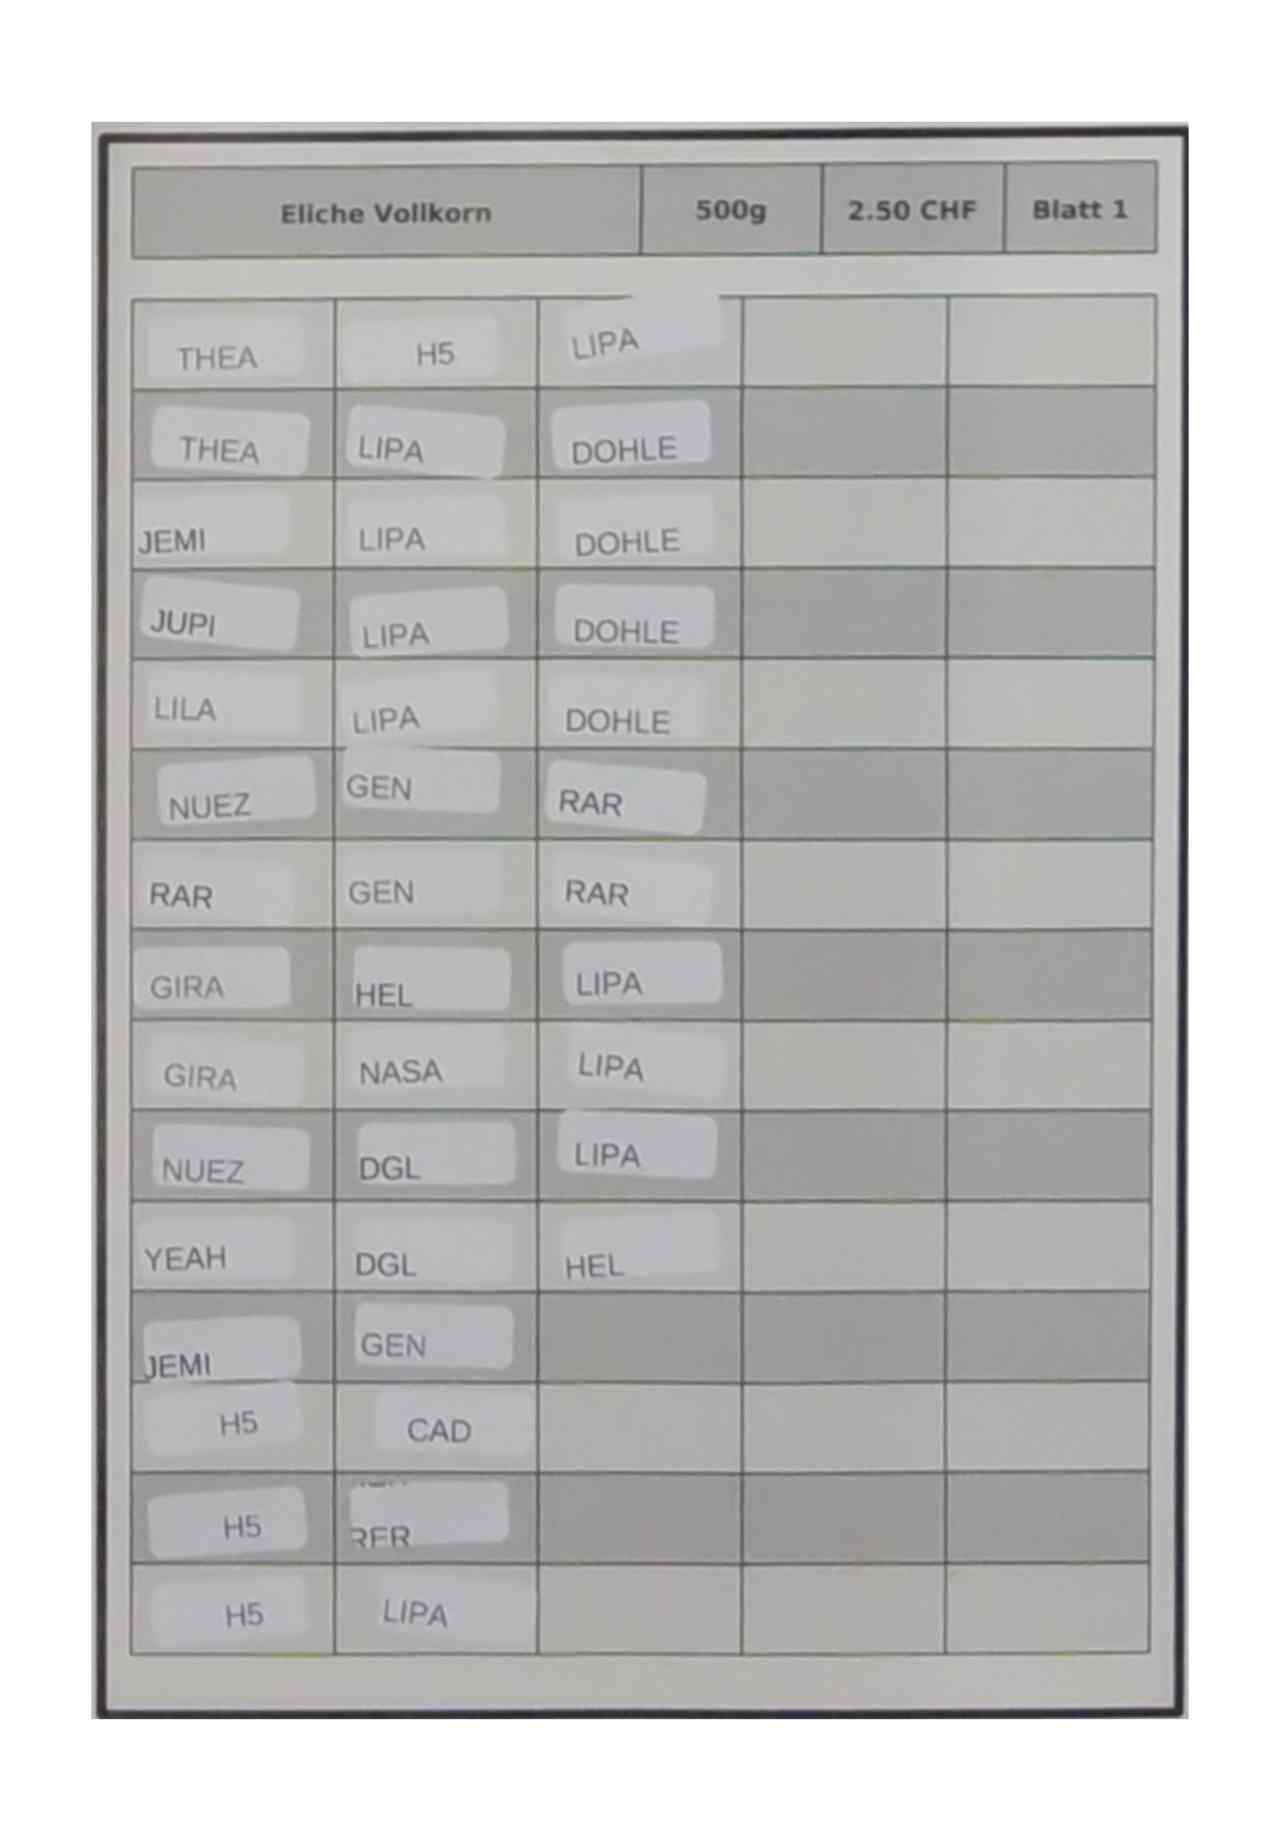 Eliche Vollkorn 500g 2.50 CHF Blatt 1
THEA H5 LIPA
THEA LIPA DOHLE
JEMI LIPA DOHLE
JUPI LIPA DOHLE
LILA LIPA DOHLE
NUEZ GEN RAR
RAR GEN RAR
GIRA HEL LIPA
GIRA NASA LIPA
NUEZ DGL LIPA
YEAH DGL HEL
JEMI GEN
H5 CAD
H5
H5 LIPA